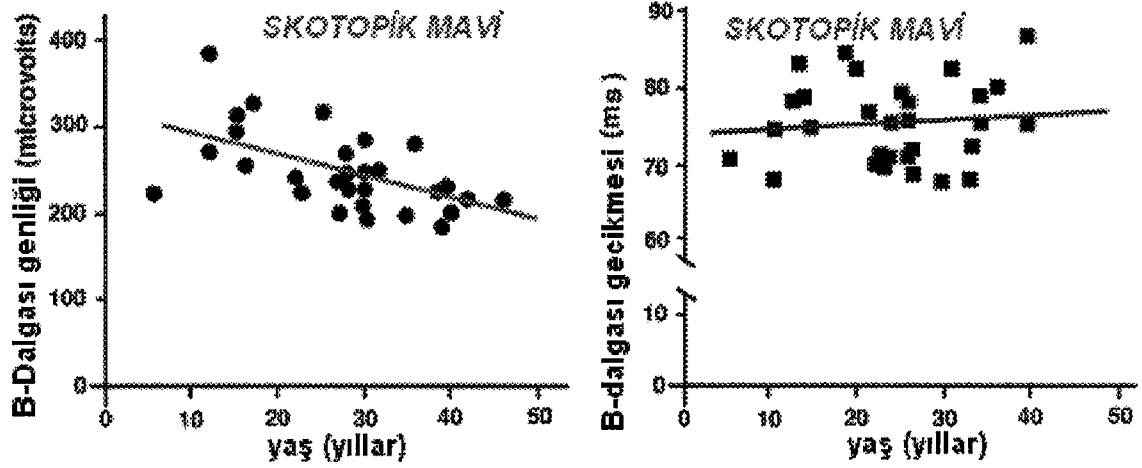 SKOTOPİK MAVİ
B-Dalgası genliği (microvolts)
400
300
200
100
0
0 10 20 30 40 50
yaş (yıllar)
SKOTOPİK MAVİ
B-dalgası gecikmesi (ms)
90
80
70
60
10
0
0 10 20 30 40 50
yaş (yıllar)